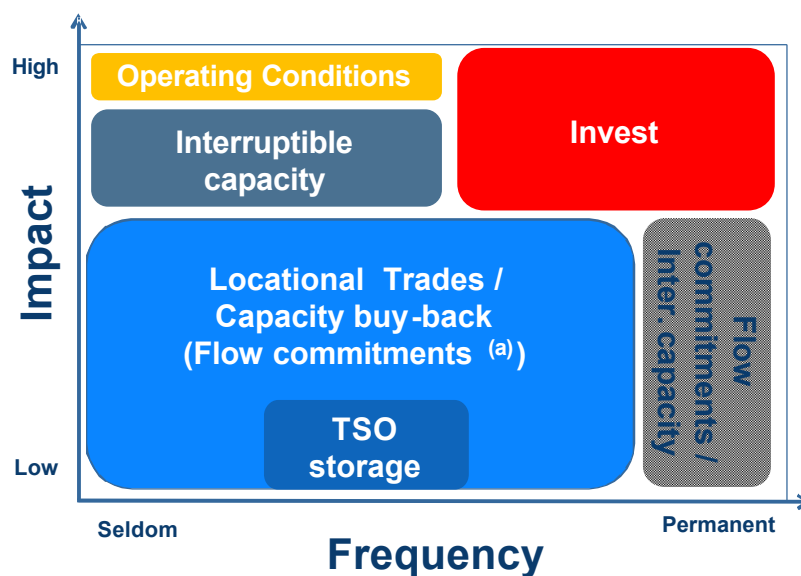 High
Operating Conditions
Interruptible
capacity
Invest
Impact
Locational Trades /
Capacity buy-back
(Flow commitments (a))
TSO
storage
Flow
commitments /
Inter. capacity
Low
Seldom
Permanent
Frequency